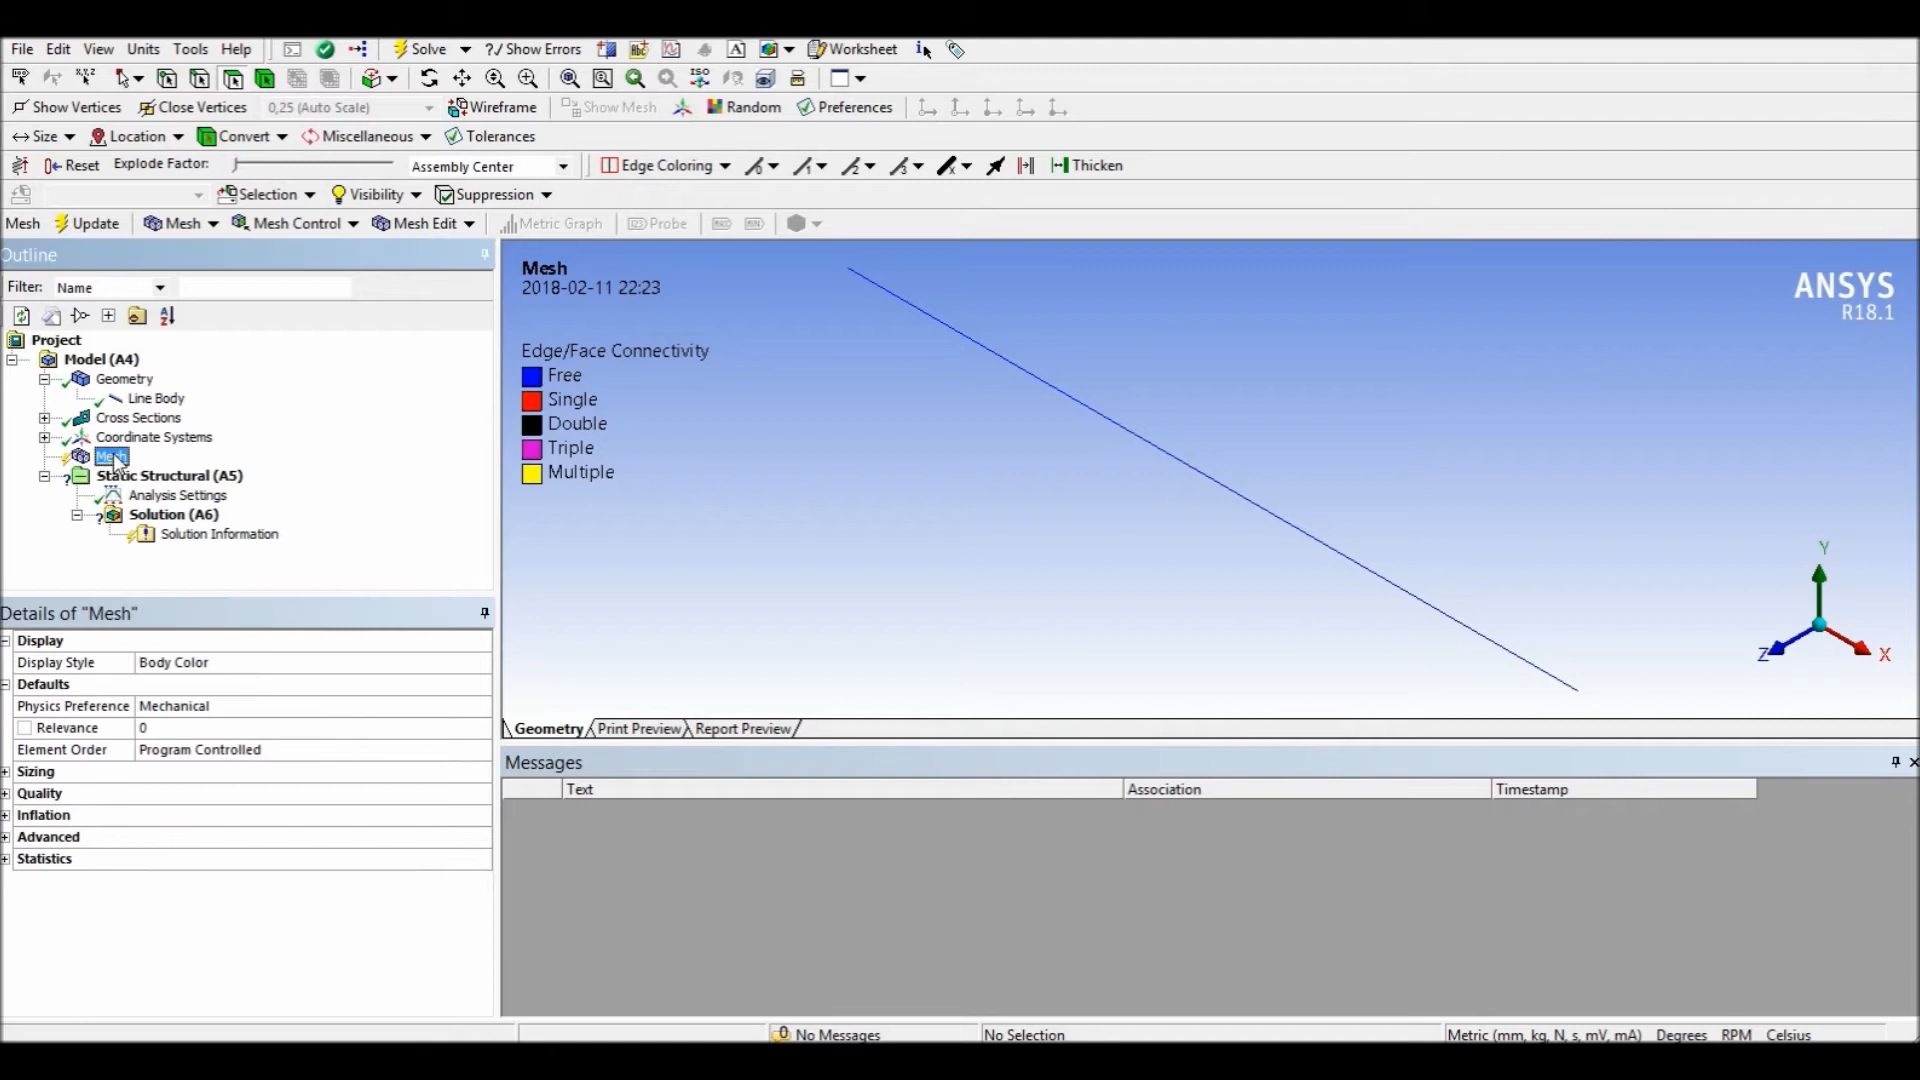 File Edit View Units Tools Help Solve ?/ Show Errors Worksheet
Show Vertices Close Vertices 0,25 (Auto Scale) Wireframe Show Mesh Random Preferences
Size Location Convert Miscellaneous Tolerances
Reset Explode Factor: Assembly Center Edge Coloring Thicken
Selection Visibility Suppression
Mesh Update Mesh Mesh Control Mesh Edit Metric Graph Probe
Outline
Filter: Name
Project
Model (A4)
Geometry
Line Body
Cross Sections
Coordinate Systems
Mesh
Static Structural (A5)
Analysis Settings
Solution (A6)
Solution Information
Details of "Mesh"
Display
Display Style Body Color
Defaults
Physics Preference Mechanical
Relevance 0
Element Order Program Controlled
Sizing
Quality
Inflation
Advanced
Statistics
Mesh
2018-02-11 22:23
Edge/Face Connectivity
Free
Single
Double
Triple
Multiple
ANSYS
R18.1
Y
Z
X
Geometry Print Preview Report Preview
Messages
Text Association Timestamp
No Messages No Selection Metric (mm, kg, N, s, mV, mA) Degrees RPM Celsius